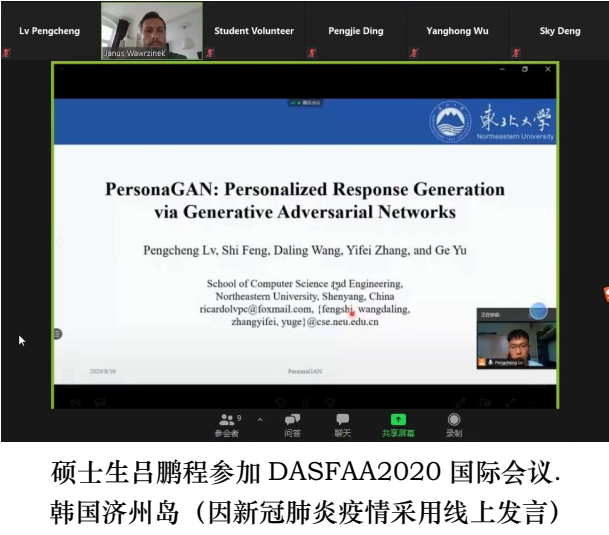 Lv Pengcheng
Janus Wawrzinek
Student Volunteer
Pengjie Ding
Yanghong Wu
Sky Deng
東北大学
Northeastern University
PersonaGAN: Personalized Response Generation
via Generative Adversarial Networks
Pengcheng Lv, Shi Feng, Daling Wang, Yifei Zhang, and Ge Yu
School of Computer Science and Engineering,
Northeastern University, Shenyang, China
ricardolvpc@foxmail.com, {fengshi, wangdaling,
zhangyifei, yuge}@cse.neu.edu.cn
Pengcheng Lv
PersonaGAN
9
参会者
问答
聊天
共享屏幕
录制
硕士生吕鹏程参加 DASFAA2020 国际会议.
韩国济州岛（因新冠肺炎疫情采用线上发言）